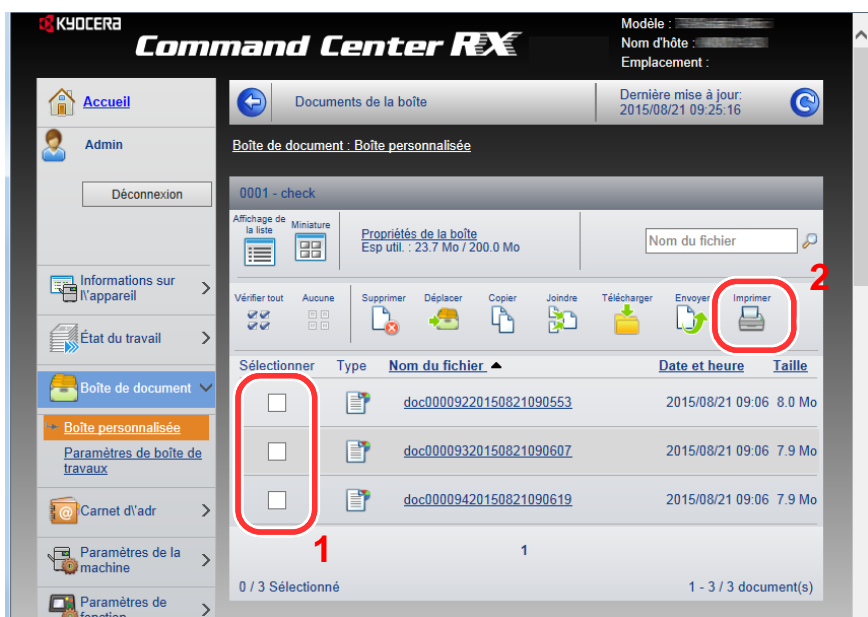 KYOCERA
Command Center RX
Modèle :
Nom d'hôte :
Emplacement :
Accueil
Documents de la boîte
Dernière mise à jour:
2015/08/21 09:25:16
Admin
Boîte de document : Boîte personnalisée
Déconnexion
0001 - check
Affichage de
la liste
Miniature
Propriétés de la boîte
Esp util. : 23.7 Mo / 200.0 Mo
Nom du fichier
2
Informations sur
l\'appareil
Vérifier tout
Aucune
Supprimer
Déplacer
Copier
Joindre
Télécharger
Envoyer
Imprimer
État du travail
Sélectionner
Type
Nom du fichier
Date et heure
Taille
Boîte de document
doc00009220150821090553
2015/08/21 09:06
8.0 Mo
Boîte personnalisée
doc00009320150821090607
2015/08/21 09:06
7.9 Mo
Paramètres de boîte de
travaux
doc00009420150821090619
2015/08/21 09:06
7.9 Mo
Carnet d\'adr
1
1
Paramètres de la
machine
0 / 3 Sélectionné
1 - 3 / 3 document(s)
Paramètres de
fonction